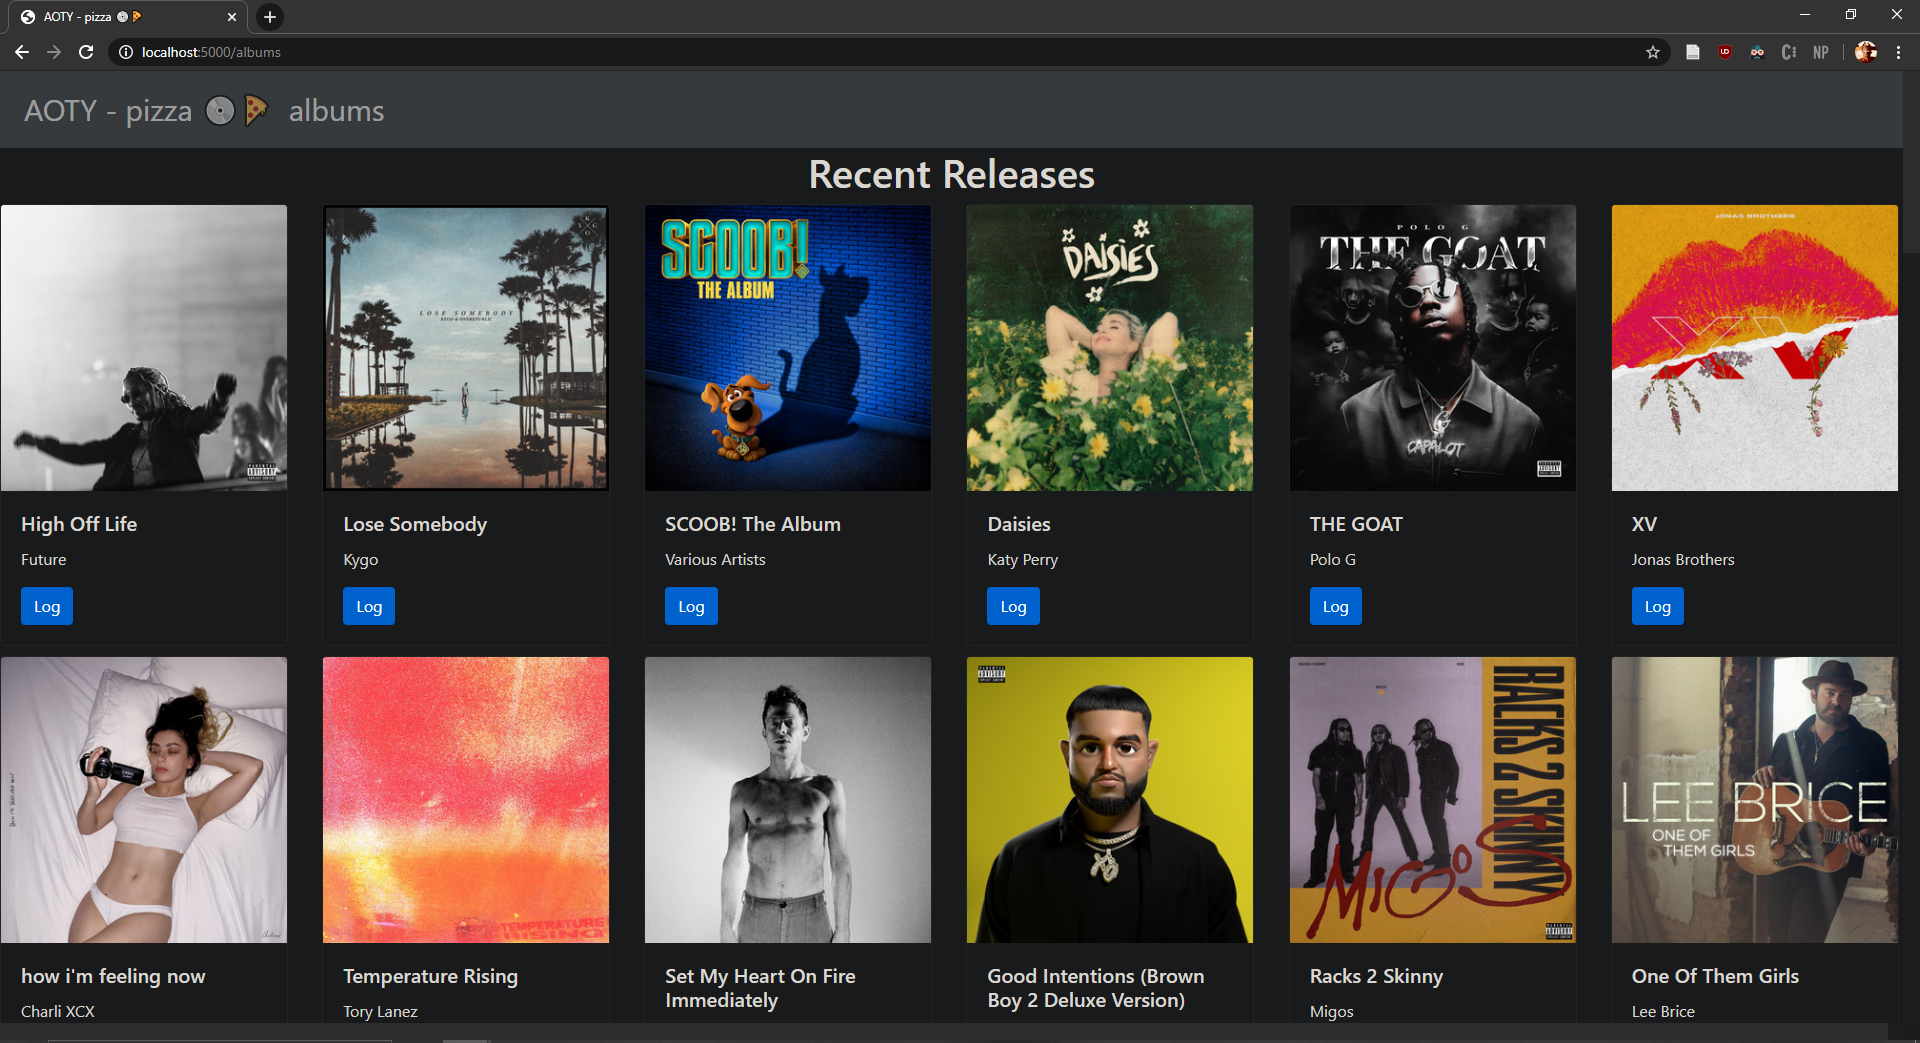 AOTY - pizza 💿🍕
localhost:5000/albums
NP
AOTY - pizza 💿🍕 albums
Recent Releases
LOSE SOMEBODY
KYGO & ONEREPUBLIC
SCOOB!
THE ALBUM
DAISIES
POLO G
THE GOAT
CAPALOT
JONAS BROTHERS
XV
PARENTAL
ADVISORY
High Off Life
Lose Somebody
SCOOB! The Album
Daisies
THE GOAT
XV
Future
Kygo
Various Artists
Katy Perry
Polo G
Jonas Brothers
Log
Log
Log
Log
Log
Log
TEMPERATURE
RISING
RACKS 2 SKINNY
MIGOS
LEE BRICE
ONE OF
THEM GIRLS
how i'm feeling now
Temperature Rising
Set My Heart On Fire
Immediately
Good Intentions (Brown
Boy 2 Deluxe Version)
Racks 2 Skinny
One Of Them Girls
Charli XCX
Tory Lanez
Migos
Lee Brice